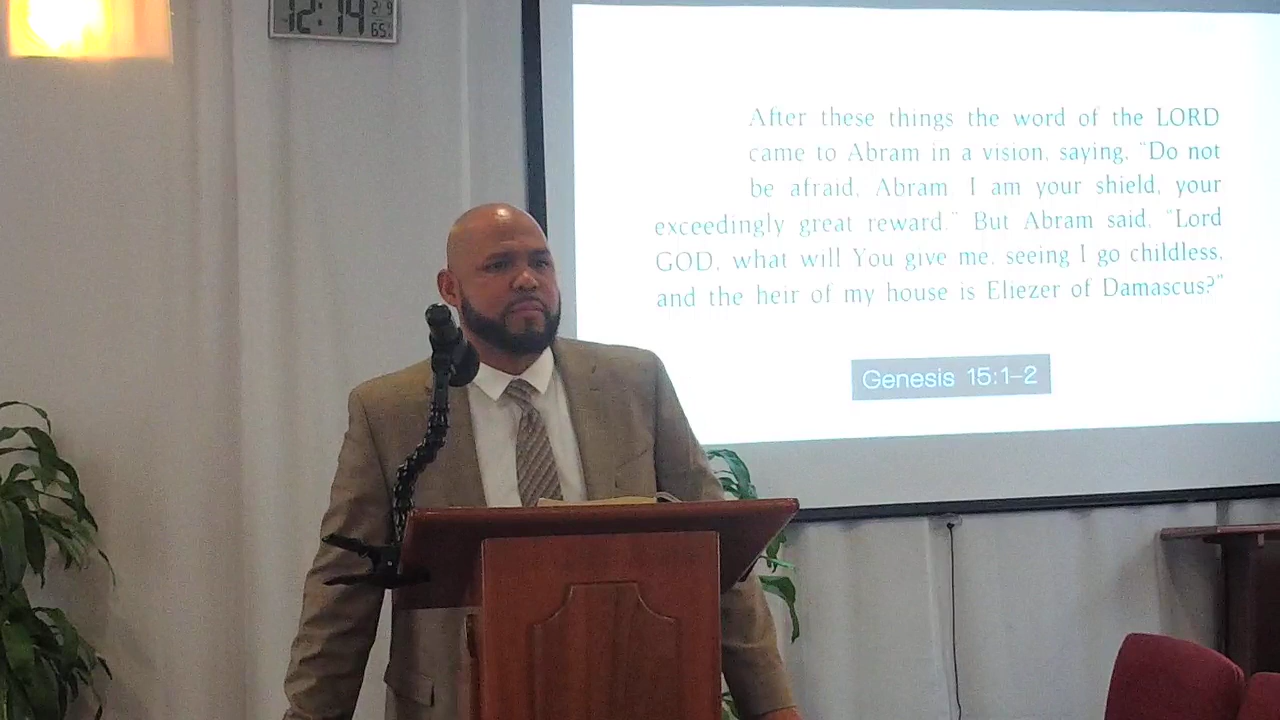 12:14
2/9
65
After these things the word of the LORD
came to Abram in a vision, saying, “Do not
be afraid, Abram. I am your shield, your
exceedingly great reward.” But Abram said, “Lord
GOD, what will You give me, seeing I go childless,
and the heir of my house is Eliezer of Damascus?”
Genesis 15:1–2